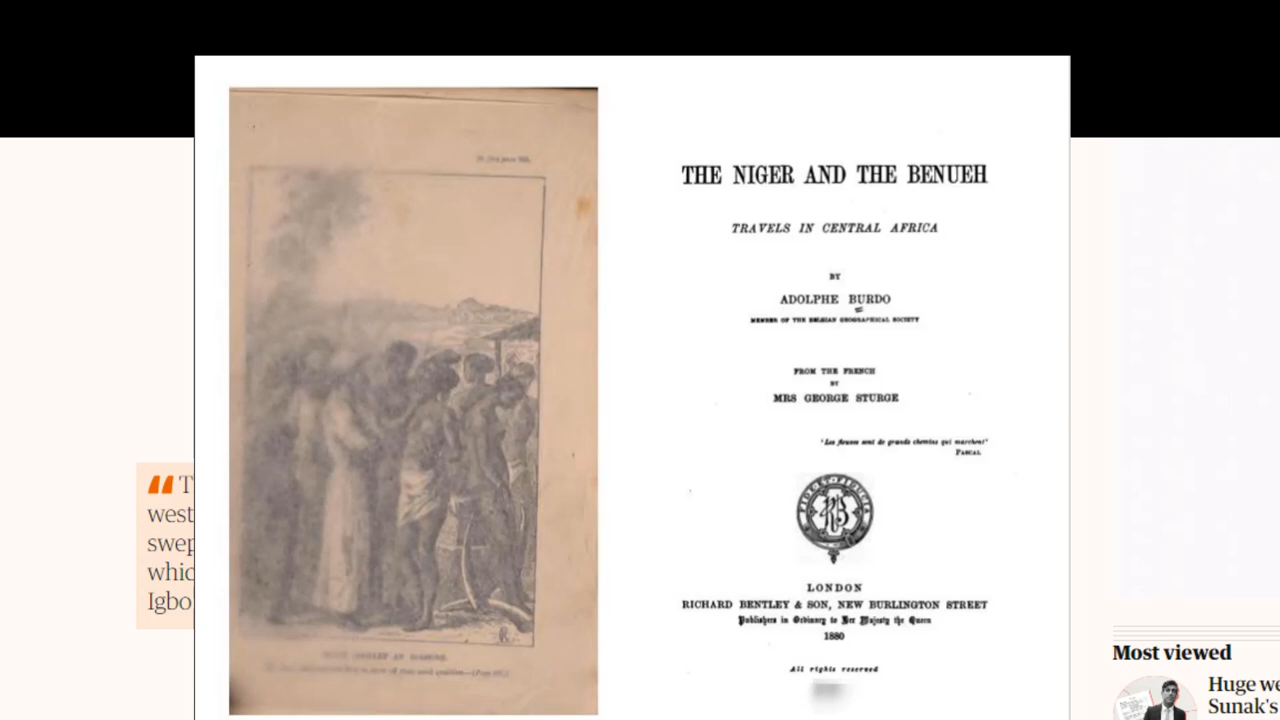 THE NIGER AND THE BENUEH
TRAVELS IN CENTRAL AFRICA
BY
ADOLPHE BURDO
MEMBER OF THE BELGIAN GEOGRAPHICAL SOCIETY
FROM THE FRENCH
BY
MRS GEORGE STURGE
'Les fleuves sont de grands chemins qui marchent'
PASCAL
LONDON
RICHARD BENTLEY & SON, NEW BURLINGTON STREET
Publishers in Ordinary to Her Majesty the Queen
1880
All rights reserved
T
west
swep
whic
Igbo
Most viewed
Huge we
Sunak's